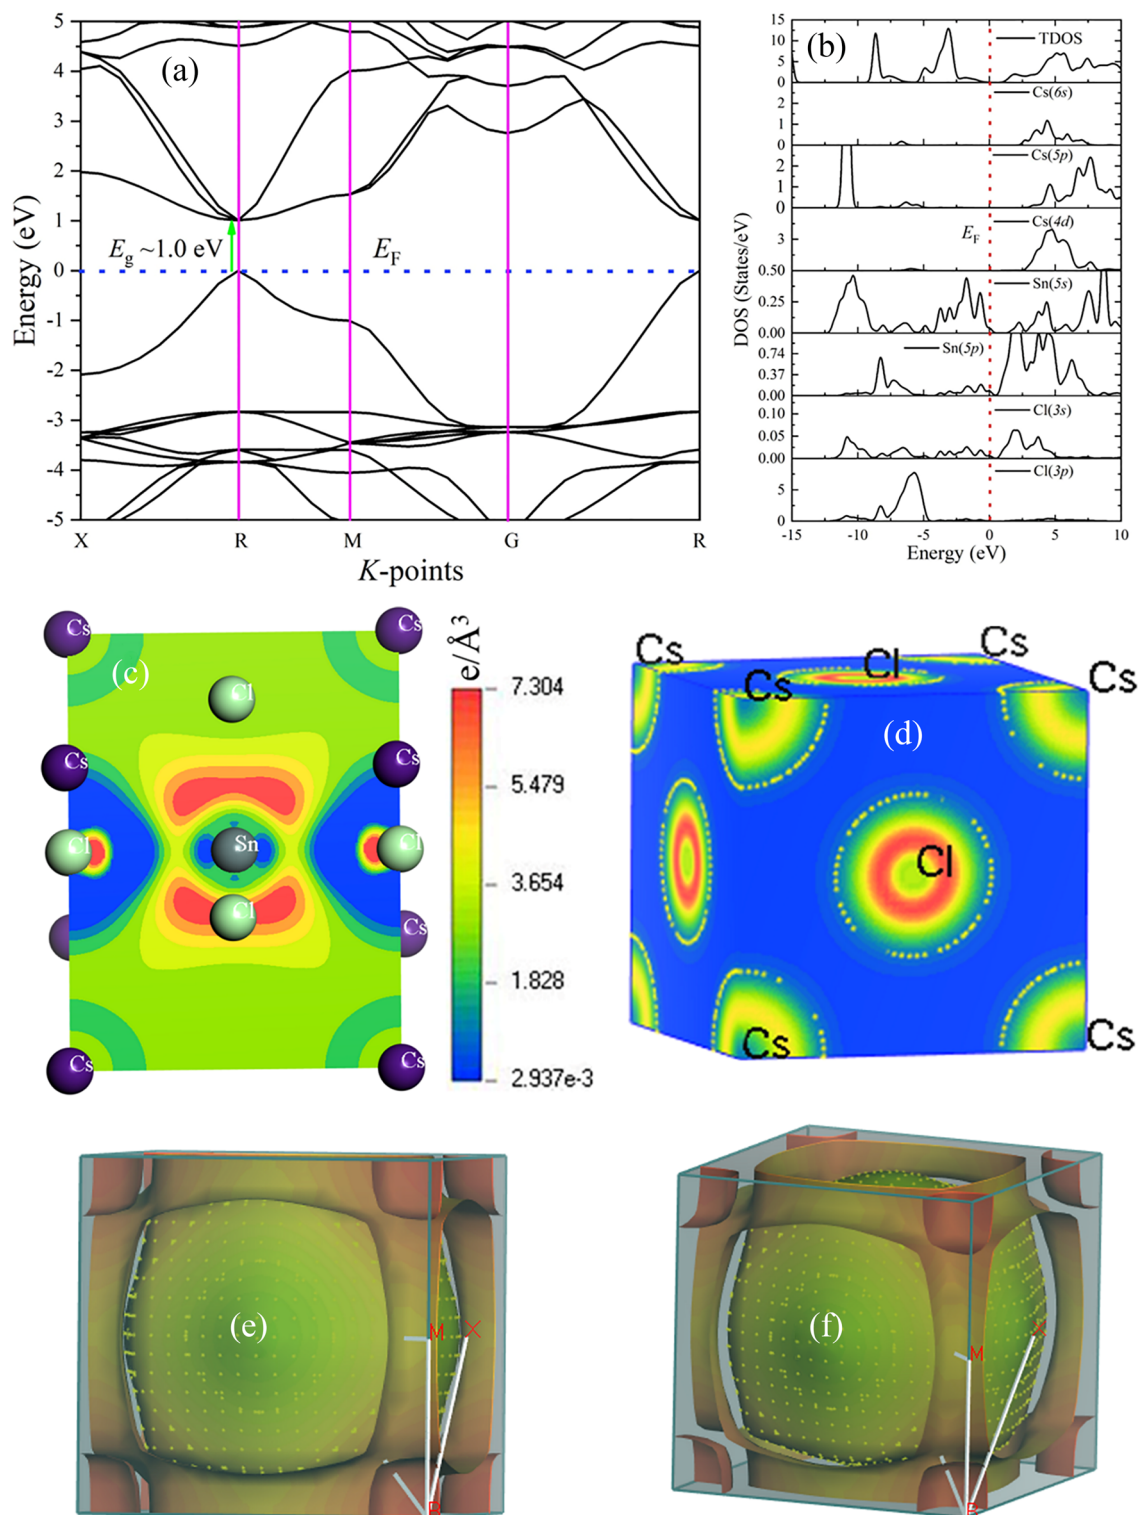 (a)
5
4
3
2
1
0
-1
-2
-3
-4
-5
Energy (eV)
E_g ~1.0 eV
E_F
X R M G R
K-points
(b)
15
10
5
0
TDOS
2
1
0
Cs(6s)
2
1
0
Cs(5p)
3
0.50
Cs(4d)
E_F
0.25
0.00
Sn(5s)
0.74
0.37
0.00
Sn(5p)
0.10
0.05
0.00
Cl(3s)
5
0
Cl(3p)
DOS (States/eV)
-15 -10 -5 0 5 10
Energy (eV)
Cs Cs
(c)
Cl
Cs Cs
Cl Sn Cl
Cl
Cs
Cs Cs
e/Å³
7.304
5.479
3.654
1.828
2.937e-3
Cs Cl Cs
Cs Cs
(d)
Cl
Cs Cs
(e)
M X
R
(f)
M X
R